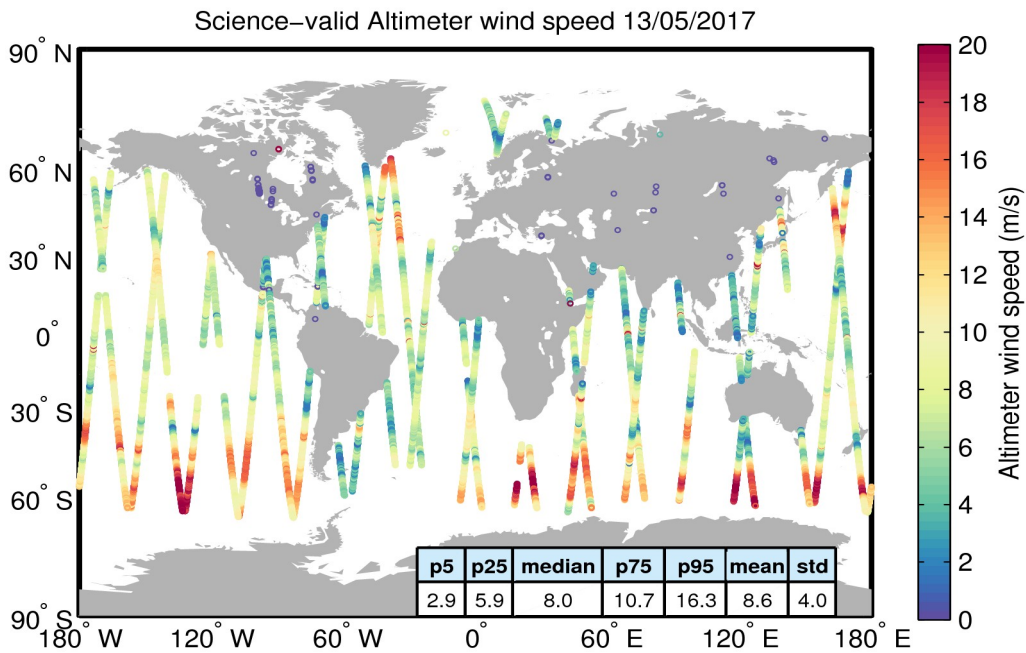 Science−valid Altimeter wind speed 13/05/2017
90° N
60° N
30° N
0°
30° S
60° S
90° S
180° W
120° W
60° W
0°
60° E
120° E
180° E
p5 p25 median p75 p95 mean std
2.9 5.9 8.0 10.7 16.3 8.6 4.0
20
18
16
14
12
10
8
6
4
2
0
Altimeter wind speed (m/s)